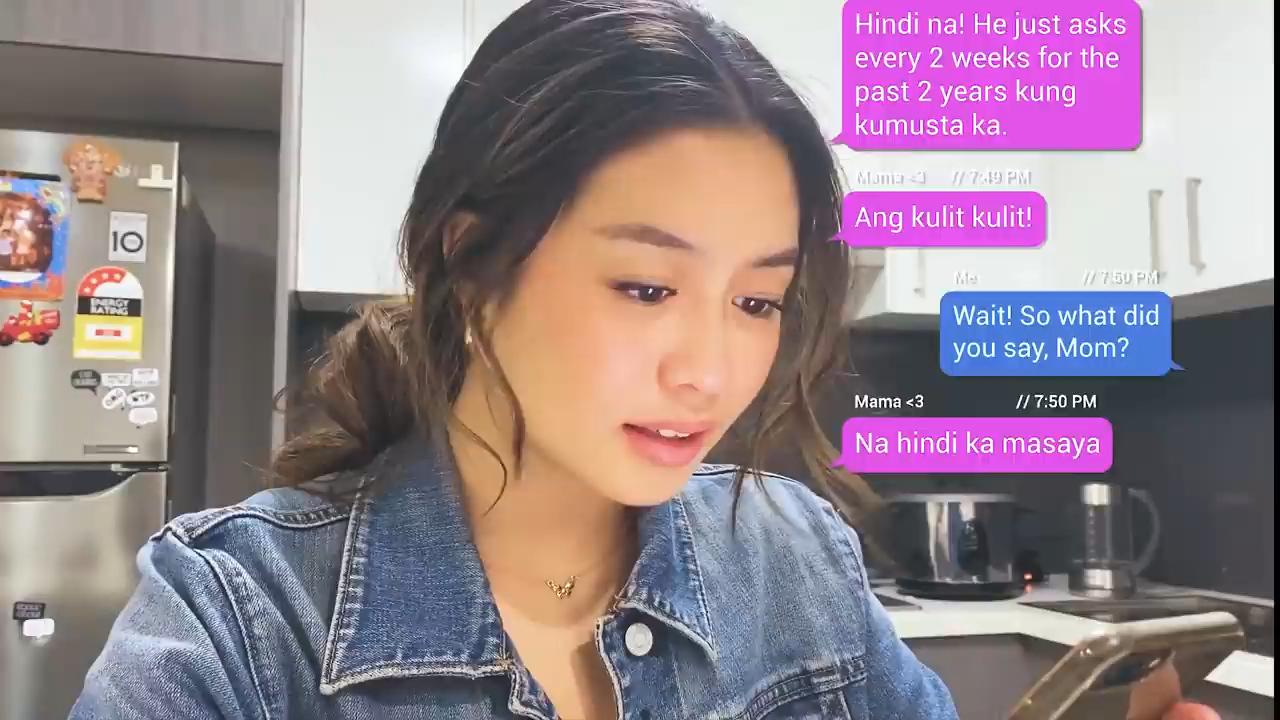 Hindi na! He just asks
every 2 weeks for the
past 2 years kung
kumusta ka.
Mama <3 // 7:49 PM
Ang kulit kulit!
Me // 7:50 PM
Wait! So what did
you say, Mom?
Mama <3 // 7:50 PM
Na hindi ka masaya
10
ENERGY
RATING